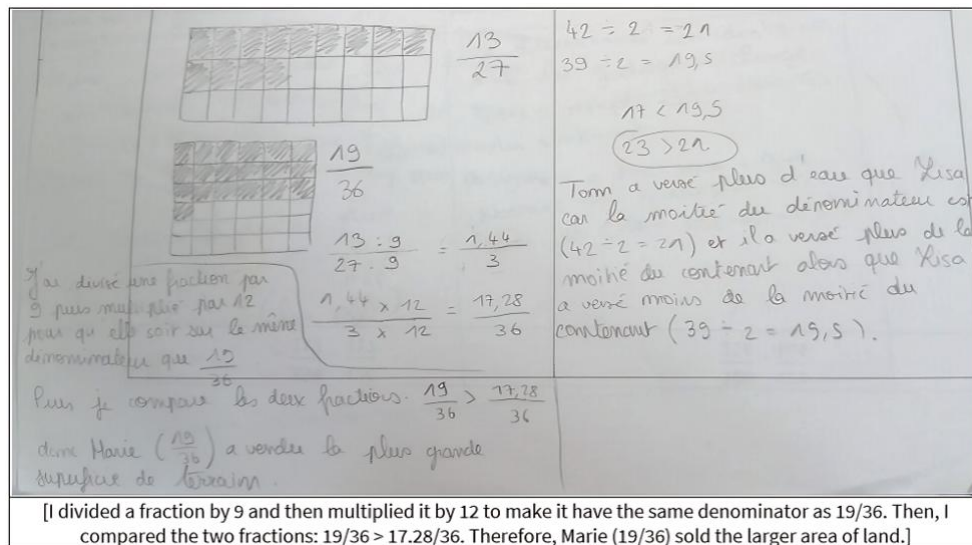 13
27
19
36
13 : 9
27 : 9
= 1,44
3
1,44 x 12
3 x 12
= 17,28
36
J'ai divisé une fraction par
9 puis multiplié par 12
pour qu'elle soit sur le même
dénominateur que 19
36
Puis je compare les deux fractions. 19/36 > 17,28/36
donc Marie (19/36) a vendu la plus grande
superficie de terrain.
42 ÷ 2 = 21
39 ÷ 2 = 19,5
17 < 19,5
23 > 21.
Tom a versé plus d'eau que Lisa
car la moitié du dénominateur est
(42 ÷ 2 = 21) et il a versé plus de la
moitié du contenant alors que Lisa
a versé moins de la moitié du
contenant (39 ÷ 2 = 19,5).
[I divided a fraction by 9 and then multiplied it by 12 to make it have the same denominator as 19/36. Then, I
compared the two fractions: 19/36 > 17.28/36. Therefore, Marie (19/36) sold the larger area of land.]